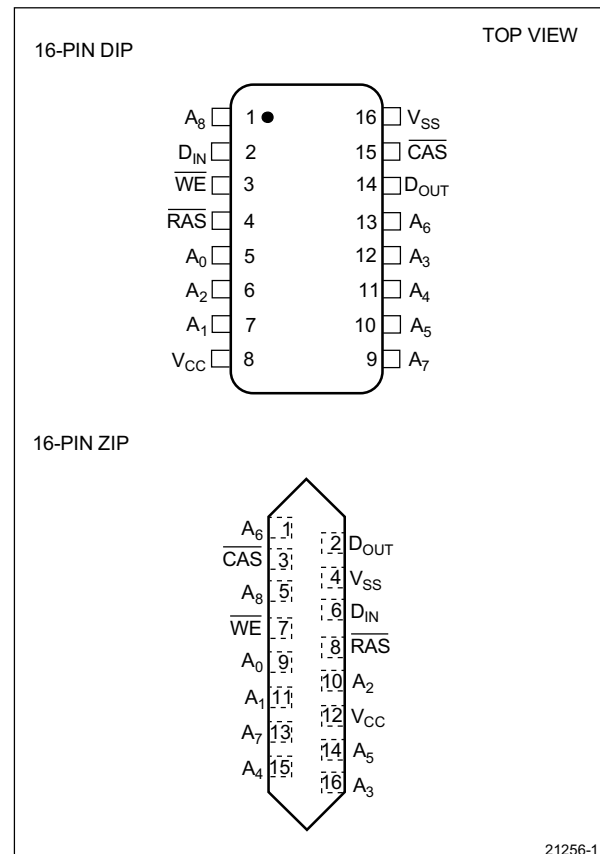 TOP VIEW
16-PIN DIP
A8 1 16 VSS
DIN 2 15 CAS
WE 3 14 DOUT
RAS 4 13 A6
A0 5 12 A3
A2 6 11 A4
A1 7 10 A5
VCC 8 9 A7
16-PIN ZIP
A6 1
2 DOUT
CAS 3
4 VSS
A8 5
6 DIN
WE 7
8 RAS
A0 9
10 A2
A1 11
12 VCC
A7 13
14 A5
A4 15
16 A3
21256-1